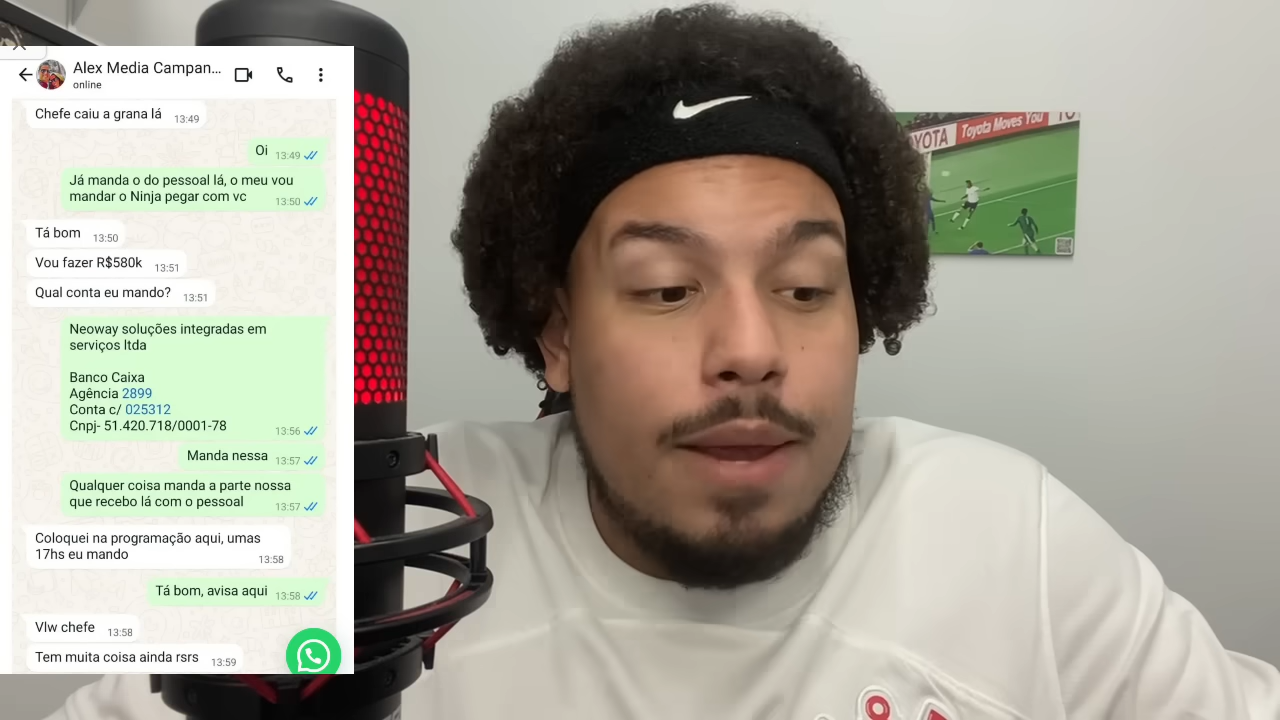 Alex Media Campan...
online
Chefe caiu a grana lá 13:49
Oi 13:49
Já manda o do pessoal lá, o meu vou
mandar o Ninja pegar com vc 13:50
Tá bom 13:50
Vou fazer R$580k 13:51
Qual conta eu mando? 13:51
Neoway soluções integradas em
serviços ltda
Banco Caixa
Agência 2899
Conta c/ 025312
Cnpj- 51.420.718/0001-78 13:56
Manda nessa 13:57
Qualquer coisa manda a parte nossa
que recebo lá com o pessoal 13:57
Coloquei na programação aqui, umas
17hs eu mando 13:58
Tá bom, avisa aqui 13:58
Vlw chefe 13:58
Tem muita coisa ainda rsrs 13:59
OYOTA
Toyota Moves You
TO